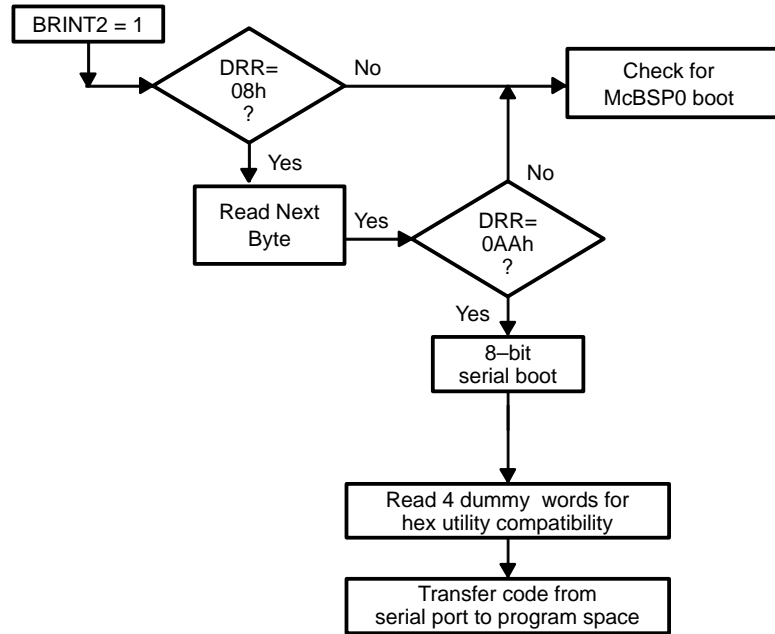 BRINT2 = 1
DRR=
08h
?
No
Check for
McBSP0 boot
Yes
No
Read Next
Byte
Yes
DRR=
0AAh
?
Yes
8–bit
serial boot
Read 4 dummy words for
hex utility compatibility
Transfer code from
serial port to program space